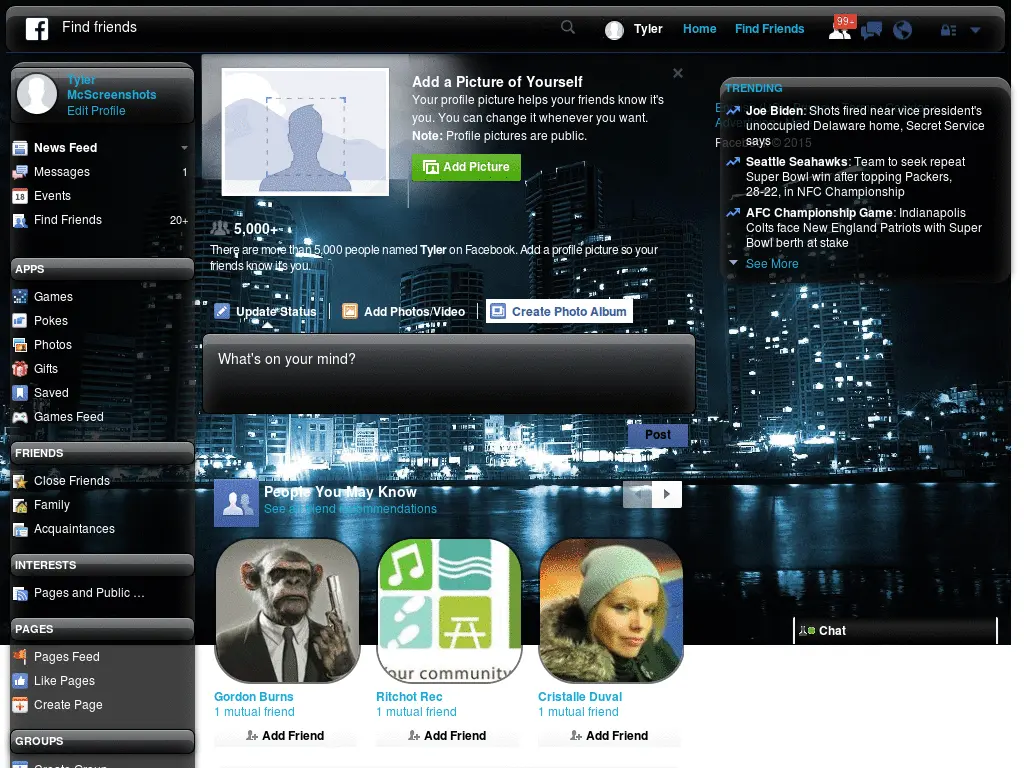 Find friends
Tyler
Home
Find Friends
99+
Tyler
McScreenshots
Edit Profile
News Feed
Messages
1
Events
18
Find Friends
20+
APPS
Games
Pokes
Photos
Gifts
Saved
Games Feed
FRIENDS
Close Friends
Family
Acquaintances
INTERESTS
Pages and Public ...
PAGES
Pages Feed
Like Pages
Create Page
GROUPS
Create Group
Add a Picture of Yourself
Your profile picture helps your friends know it's
you. You can change it whenever you want.
Note: Profile pictures are public.
Add Picture
5,000+
There are more than 5,000 people named Tyler on Facebook. Add a profile picture so your
friends know it's you.
Update Status
Add Photos/Video
Create Photo Album
What's on your mind?
Post
People You May Know
See all friend recommendations
Gordon Burns
1 mutual friend
Add Friend
your community
Ritchot Rec
1 mutual friend
Add Friend
Cristalle Duval
1 mutual friend
Add Friend
TRENDING
Joe Biden: Shots fired near vice president's
unoccupied Delaware home, Secret Service
says
Facebook © 2015
Seattle Seahawks: Team to seek repeat
Super Bowl win after topping Packers,
28-22, in NFC Championship
AFC Championship Game: Indianapolis
Colts face New England Patriots with Super
Bowl berth at stake
See More
Chat